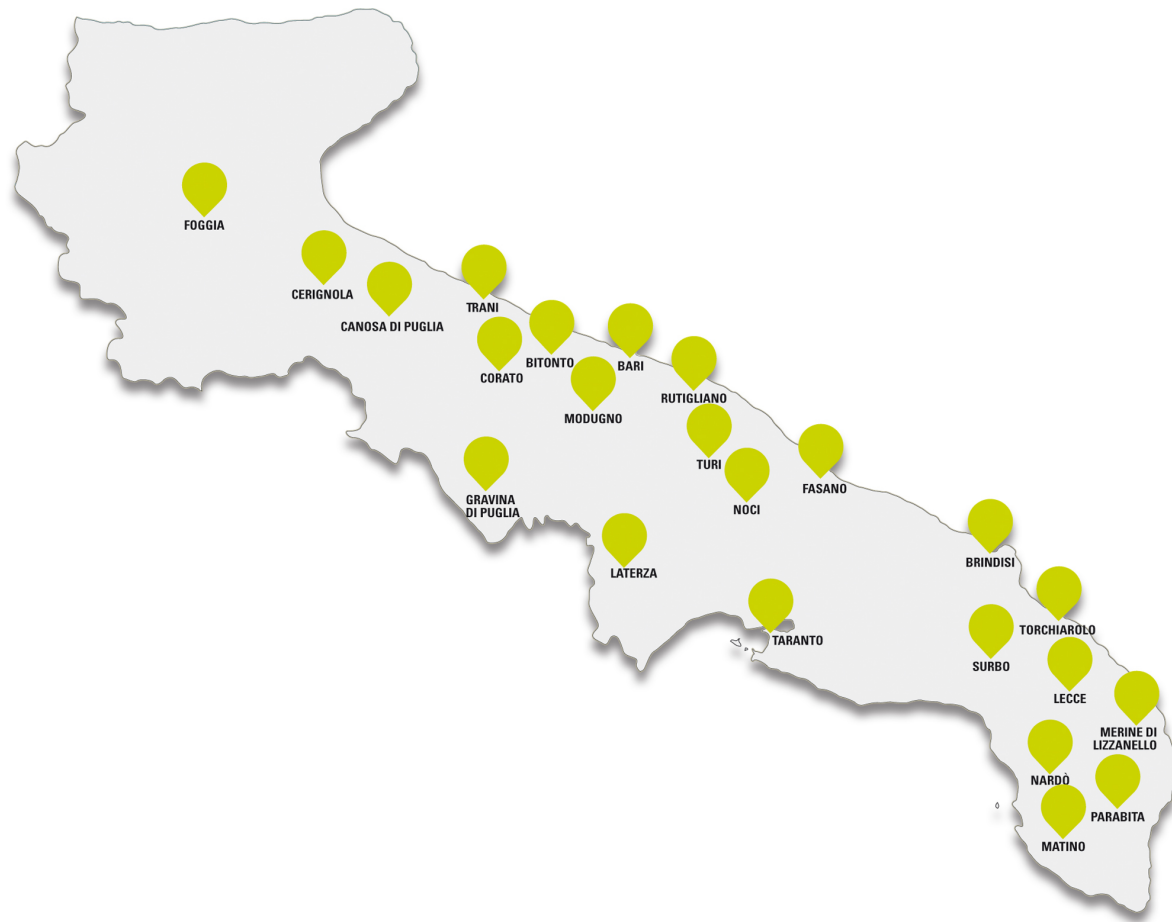 FOGGIA
CERIGNOLA
CANOSA DI PUGLIA
TRANI
CORATO
BITONTO
BARI
MODUGNO
RUTIGLIANO
TURI
NOCI
FASANO
GRAVINA
DI PUGLIA
LATERZA
TARANTO
BRINDISI
TORCHIAROLO
SURBO
LECCE
MERINE DI
LIZZANELLO
NARDÒ
PARABITA
MATINO